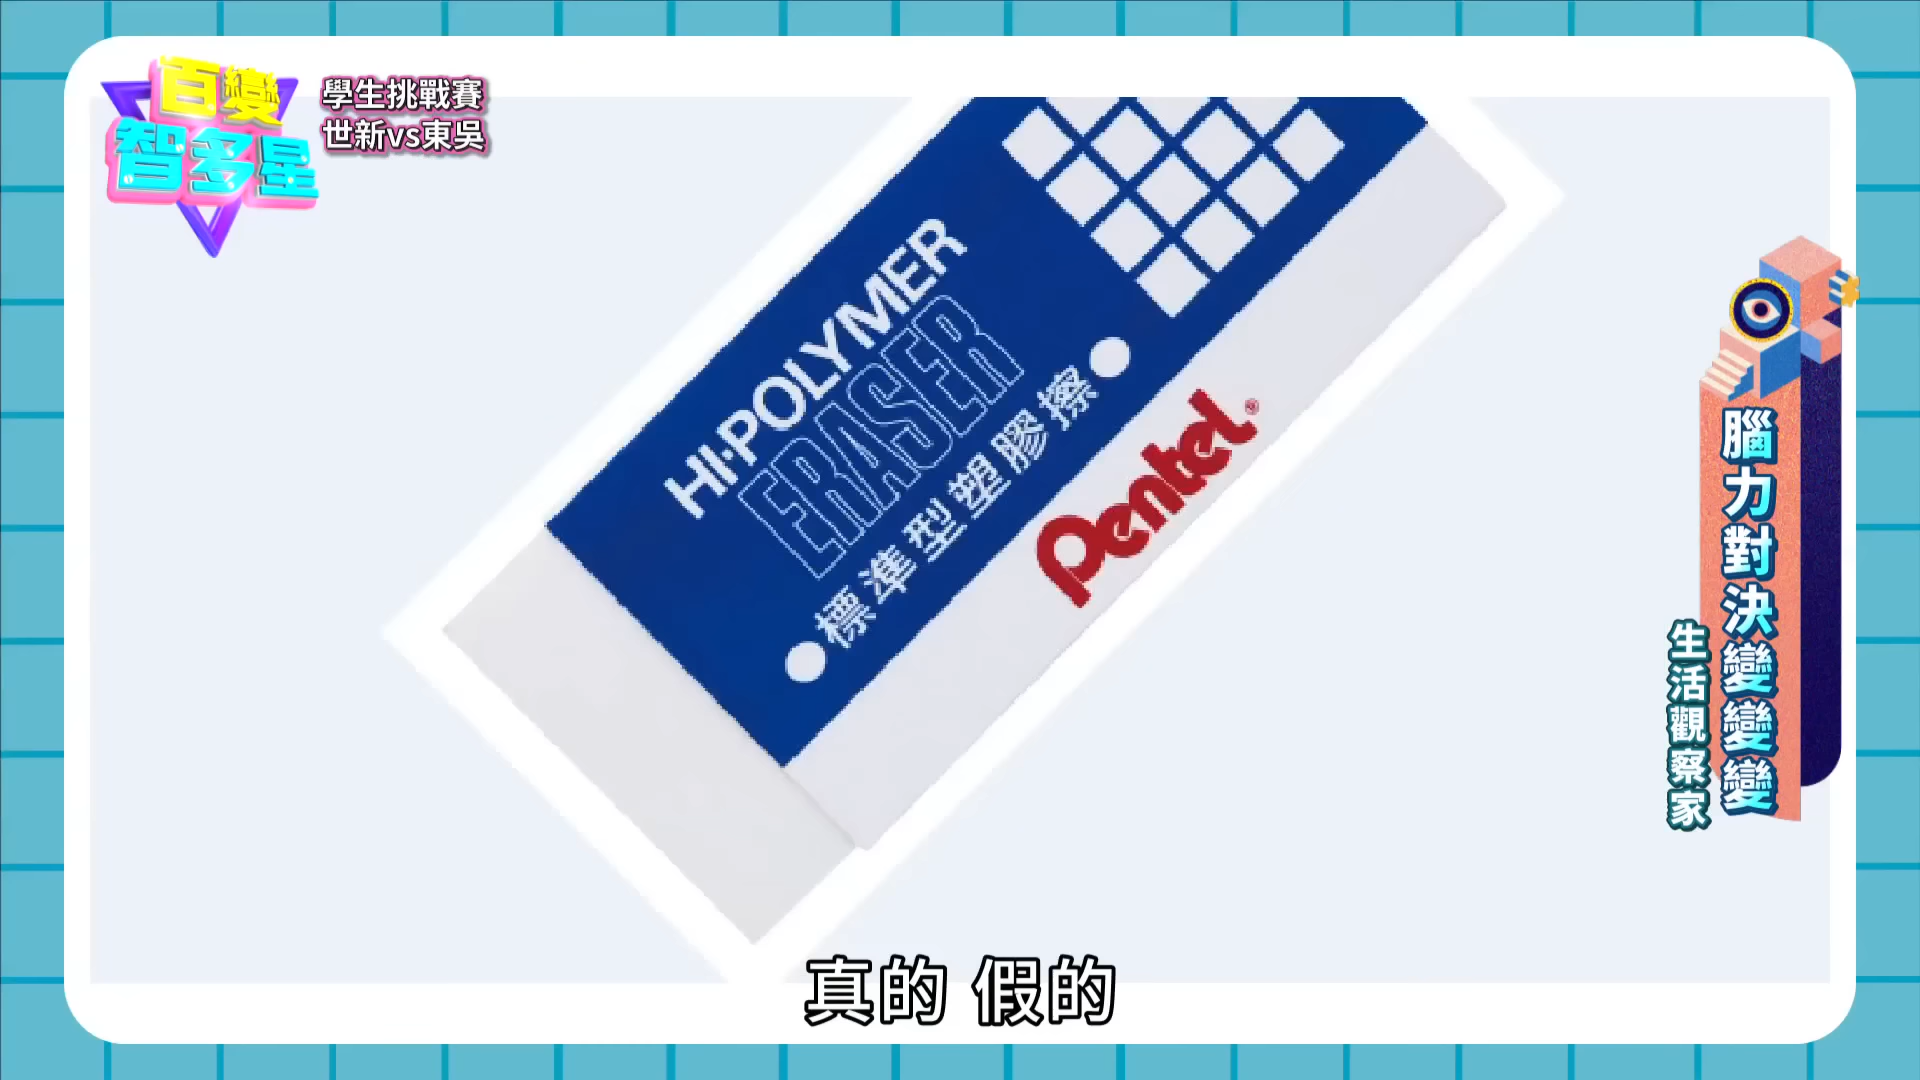 百變
智多星
學生挑戰賽
世新vs東吳
HI-POLYMER
ERASER
標準型塑膠擦
Pentel®
腦力對決變變變
生活觀察家
真的 假的